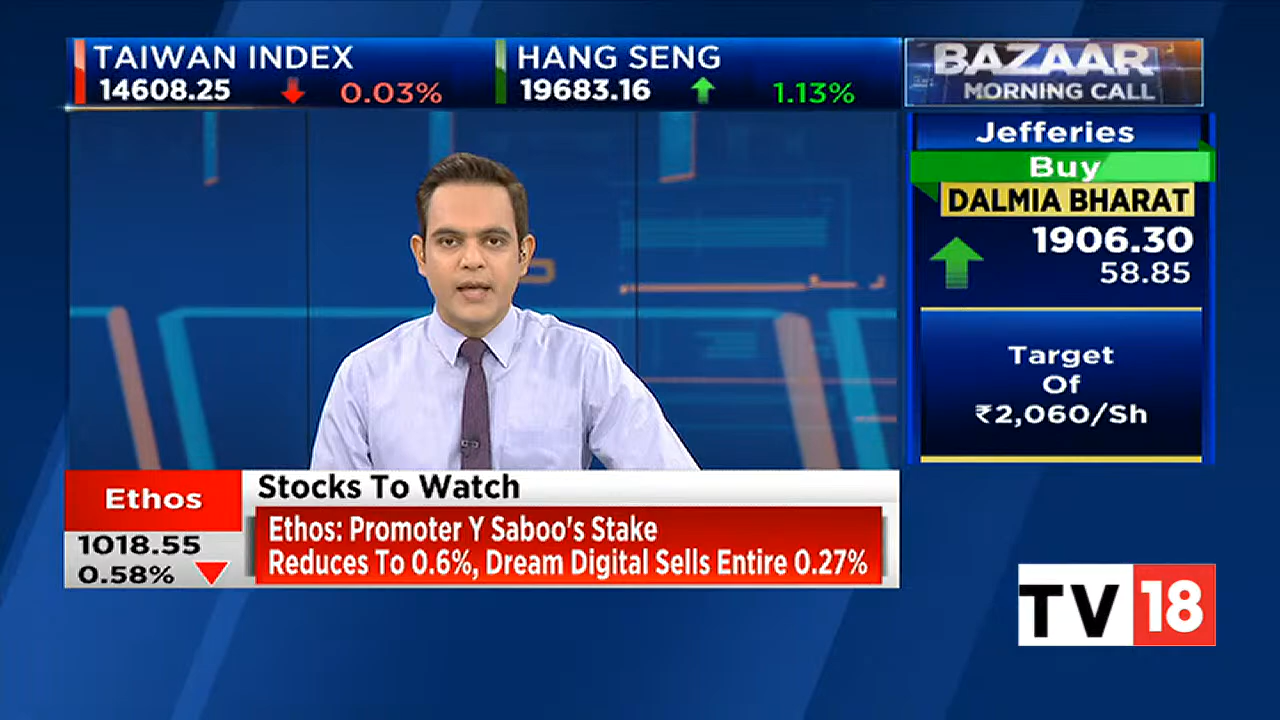 TAIWAN INDEX
14608.25 0.03%
HANG SENG
19683.16 1.13%
BAZAAR
MORNING CALL
Jefferies
Buy
DALMIA BHARAT
1906.30
58.85
Target
Of
₹2,060/Sh
Ethos
1018.55
0.58%
Stocks To Watch
Ethos: Promoter Y Saboo's Stake
Reduces To 0.6%, Dream Digital Sells Entire 0.27%
TV18